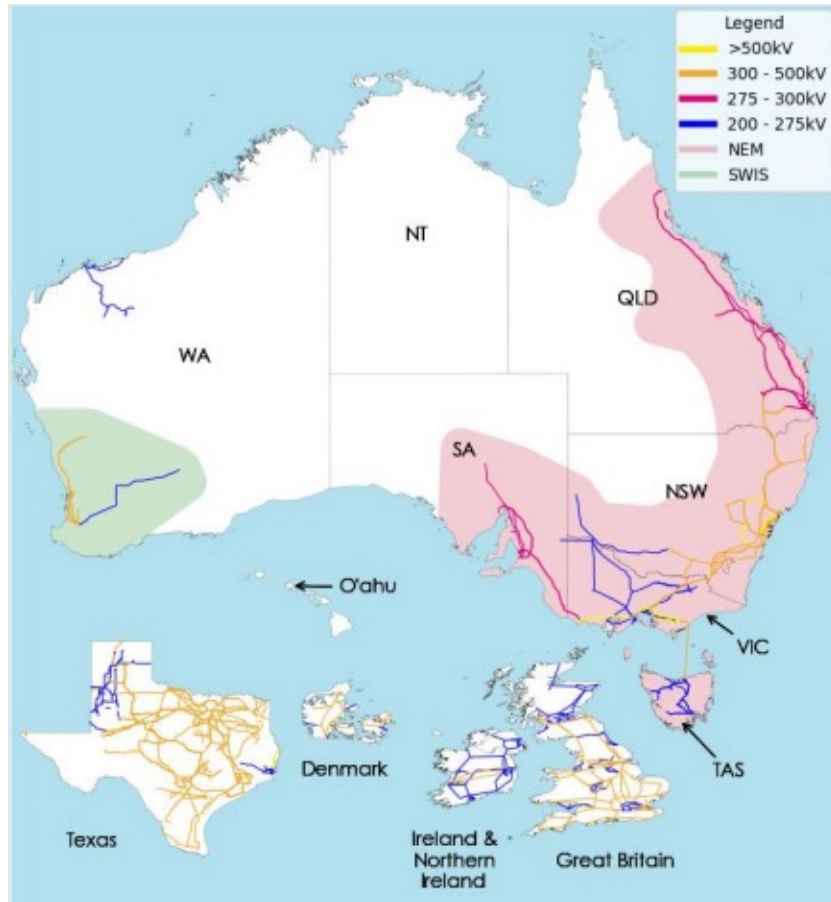 Legend
>500kV
300 - 500kV
275 - 300kV
200 - 275kV
NEM
SWIS
NT
QLD
WA
SA
NSW
O'ahu
VIC
TAS
Denmark
Texas
Ireland &
Northern
Ireland
Great Britain